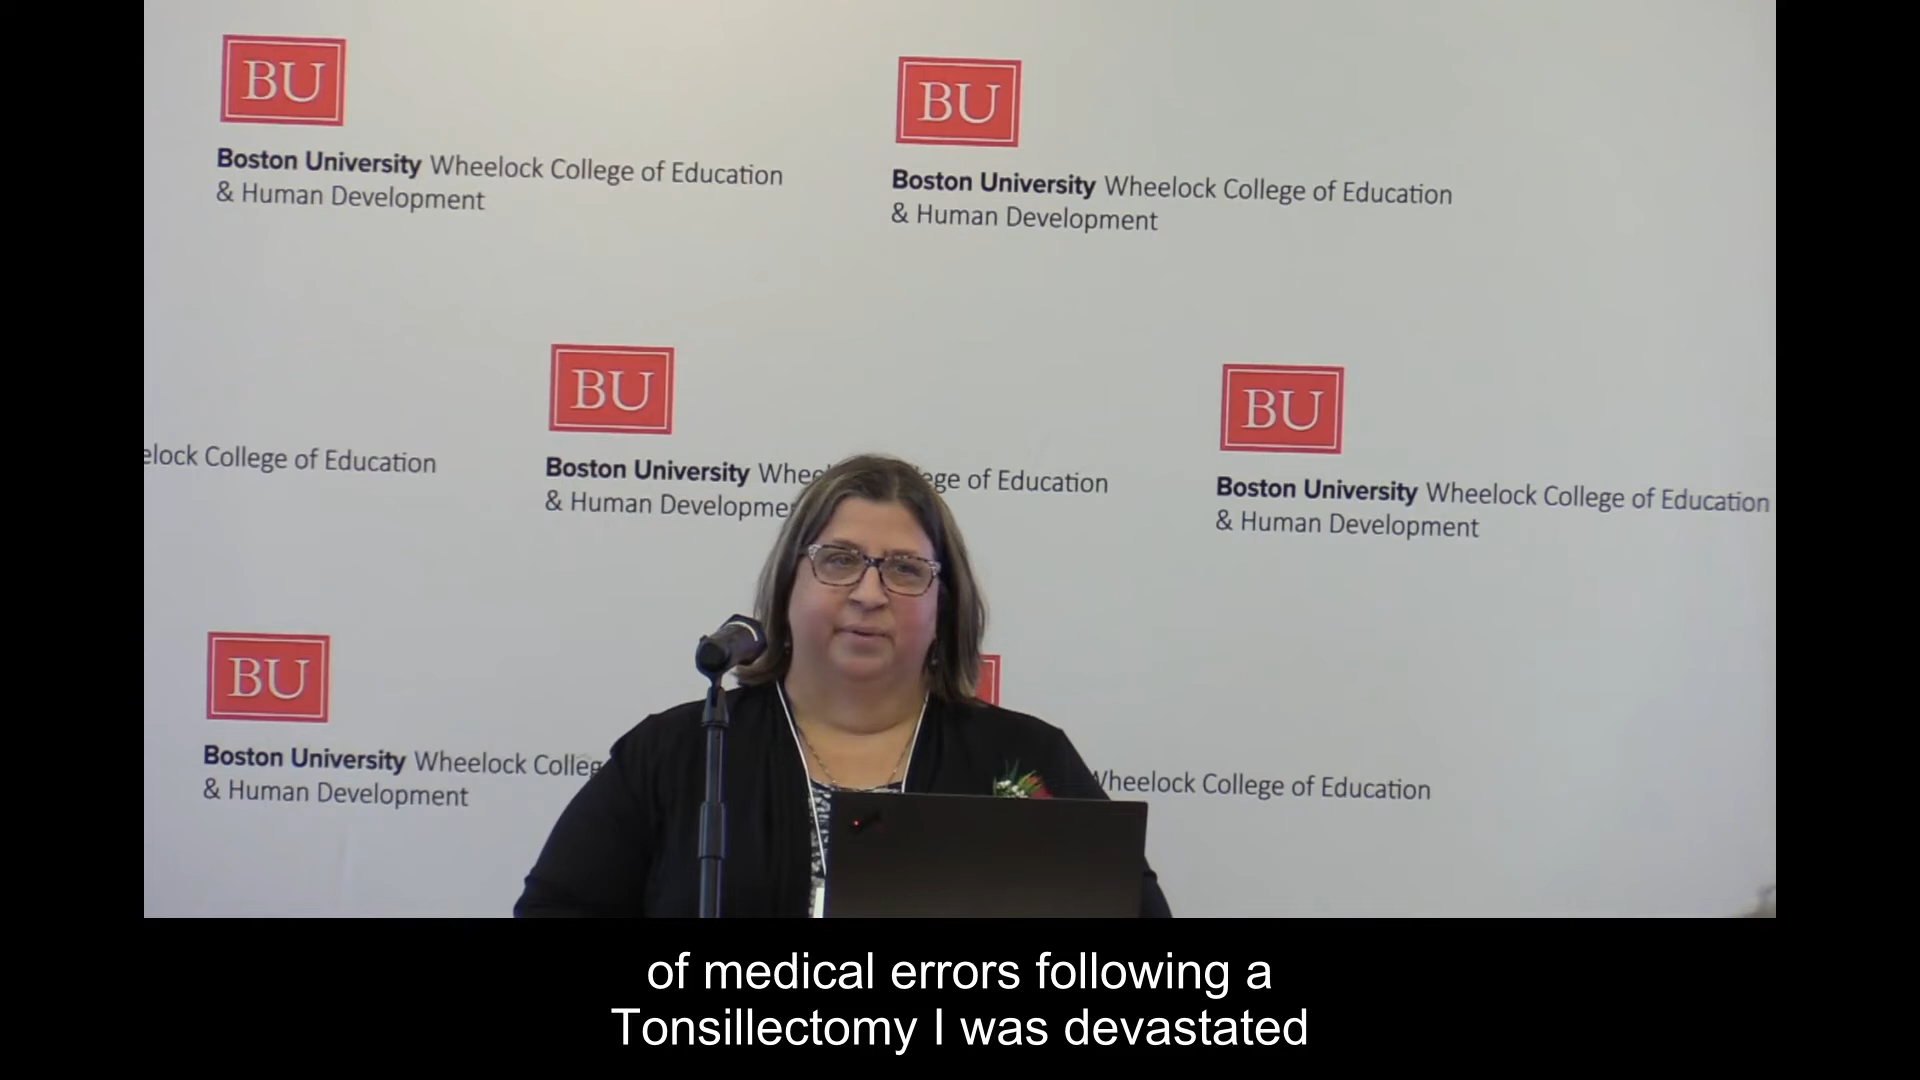 BU
Boston University Wheelock College of Education
& Human Development
BU
Boston University Wheelock College of Education
& Human Development
elock College of Education
BU
Boston University Whee ege of Education
& Human Developme
BU
Boston University Wheelock College of Education
& Human Development
BU
Boston University Wheelock Colleg
& Human Development
Wheelock College of Education
of medical errors following a
Tonsillectomy I was devastated